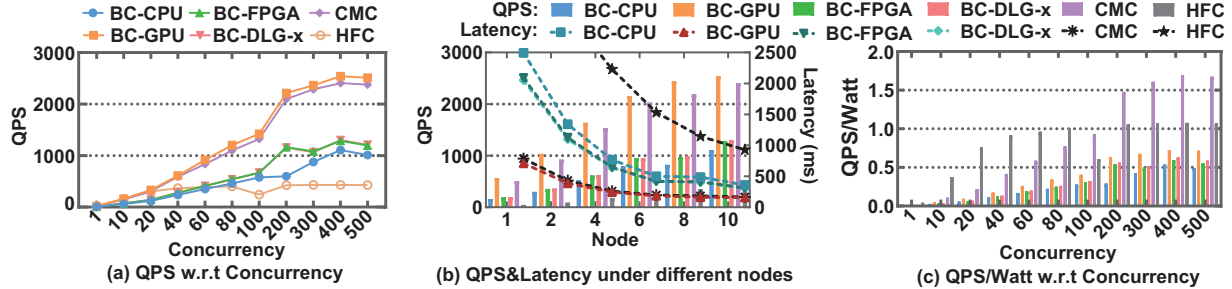 BC-CPU BC-FPGA CMC
BC-GPU BC-DLG-x HFC
QPS
3000
2000
1000
0
1 10 20 40 60 80 100 200 300 400 500
Concurrency
(a) QPS w.r.t Concurrency
QPS: BC-CPU BC-GPU BC-FPGA BC-DLG-x CMC HFC
Latency: BC-CPU BC-GPU BC-FPGA BC-DLG-x CMC HFC
QPS
3000
2000
1000
0
1 2 4 6 8 10
Node
2500
2000
1500
1000
500
0
Latency (ms)
(b) QPS&Latency under different nodes
QPS/Watt
2.0
1.5
1.0
0.5
0.0
1 10 20 40 60 80 100 200 300 400 500
Concurrency
(c) QPS/Watt w.r.t Concurrency